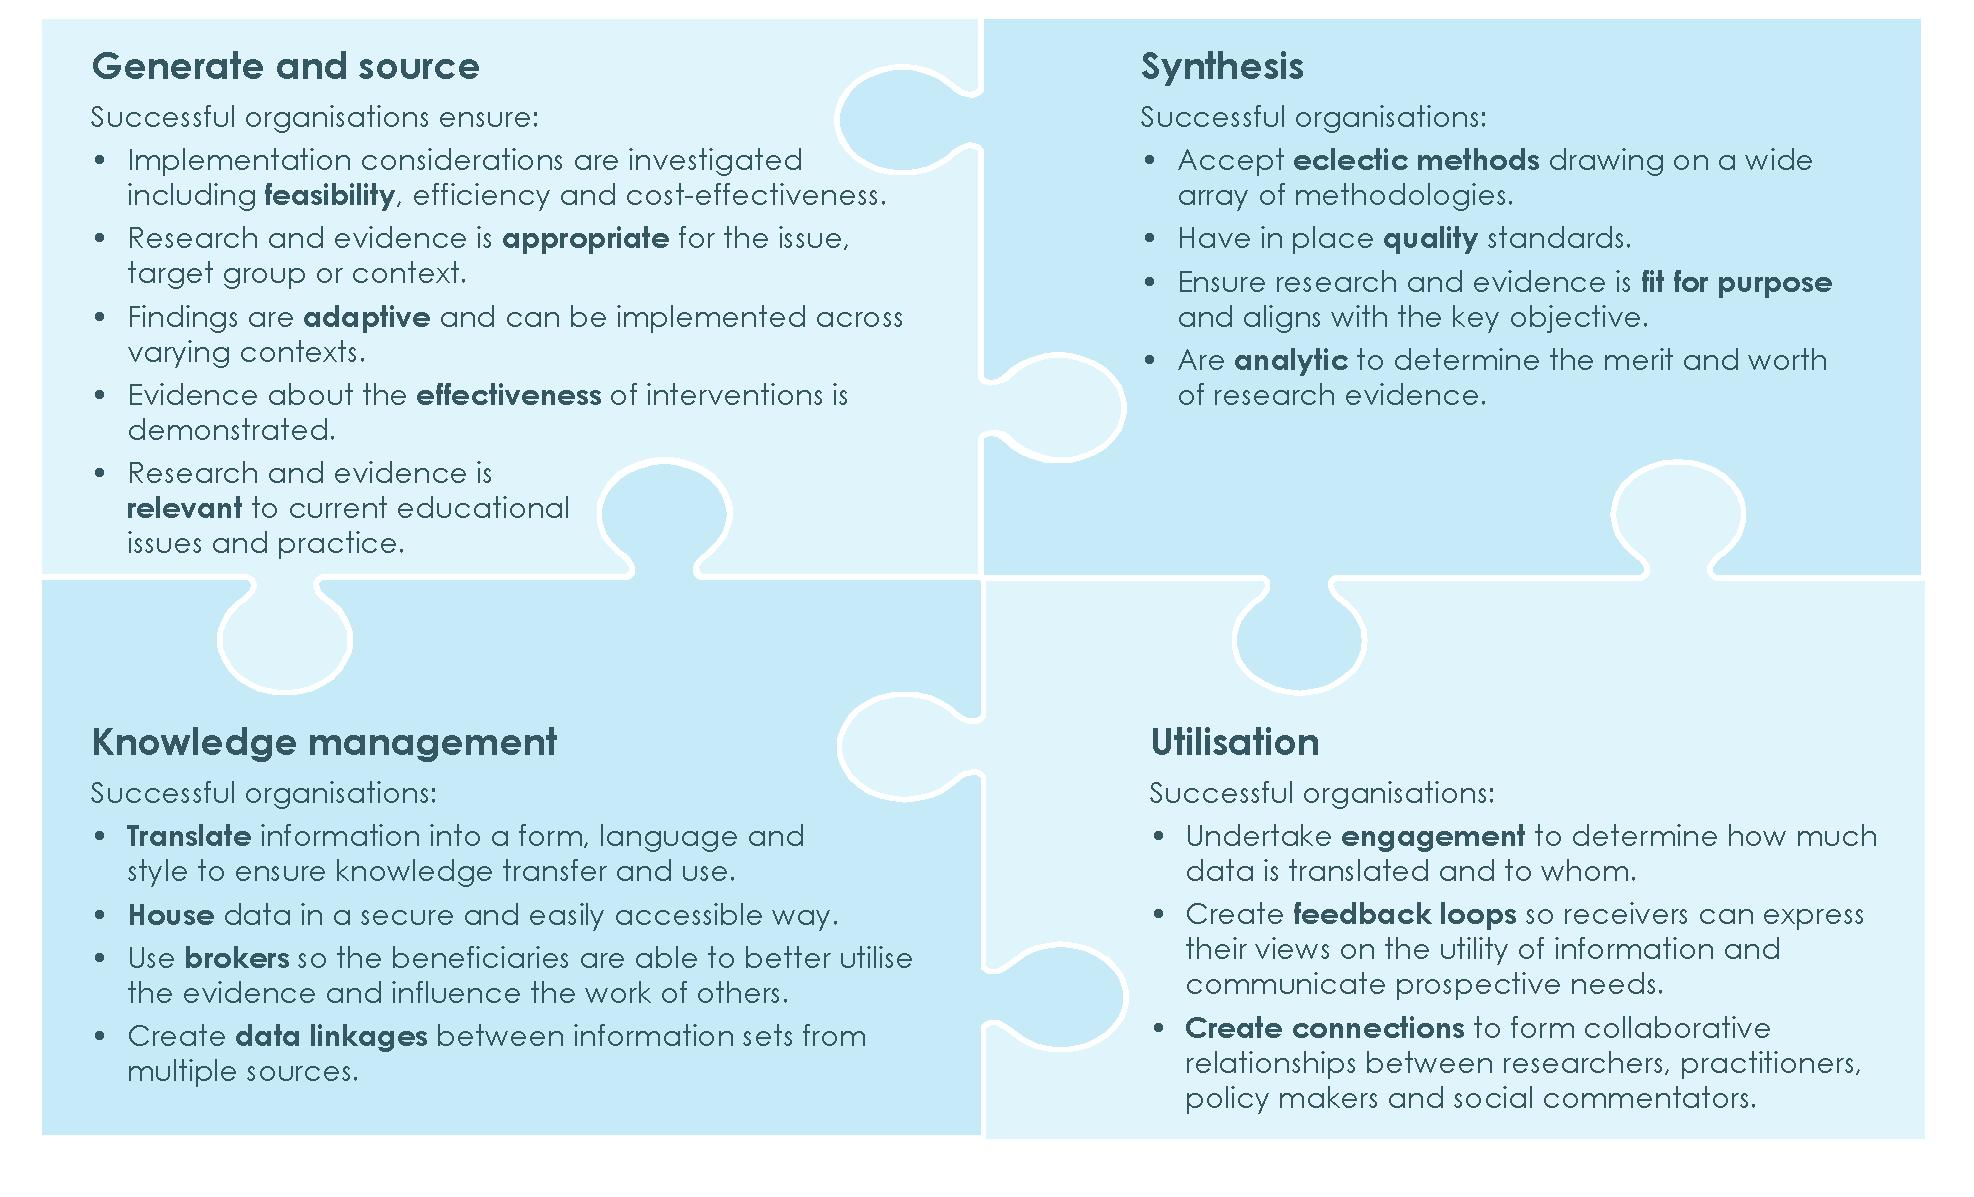 Generate and source
Successful organisations ensure:
• Implementation considerations are investigated
including feasibility, efficiency and cost-effectiveness.
• Research and evidence is appropriate for the issue,
target group or context.
• Findings are adaptive and can be implemented across
varying contexts.
• Evidence about the effectiveness of interventions is
demonstrated.
• Research and evidence is
relevant to current educational
issues and practice.
Synthesis
Successful organisations:
• Accept eclectic methods drawing on a wide
array of methodologies.
• Have in place quality standards.
• Ensure research and evidence is fit for purpose
and aligns with the key objective.
• Are analytic to determine the merit and worth
of research evidence.
Knowledge management
Successful organisations:
• Translate information into a form, language and
style to ensure knowledge transfer and use.
• House data in a secure and easily accessible way.
• Use brokers so the beneficiaries are able to better utilise
the evidence and influence the work of others.
• Create data linkages between information sets from
multiple sources.
Utilisation
Successful organisations:
• Undertake engagement to determine how much
data is translated and to whom.
• Create feedback loops so receivers can express
their views on the utility of information and
communicate prospective needs.
• Create connections to form collaborative
relationships between researchers, practitioners,
policy makers and social commentators.